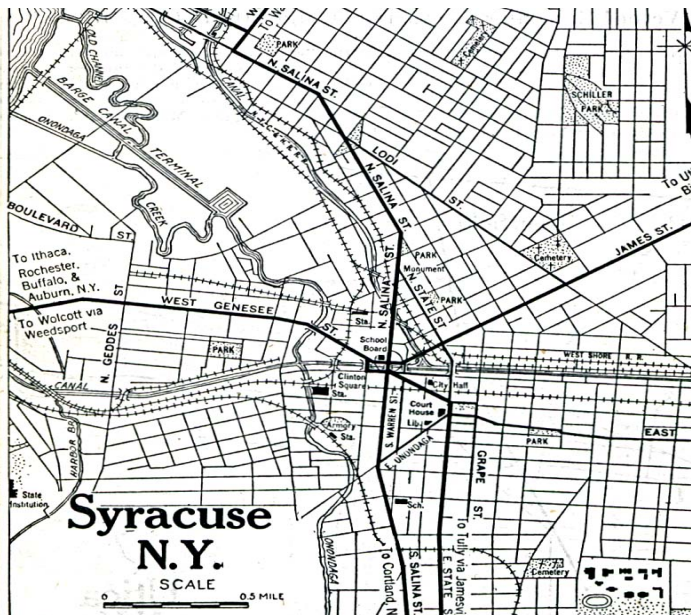 PARK
Cemetery
N. SALINA ST.
CANAL
OLD CHANNEL
BARGE CANAL TERMINAL
ONONDAGA
CREEK
SCHILLER
PARK
LODI
ST
N. SALINA ST.
BOULEVARD ST
To Ithaca,
Rochester,
Buffalo, &
Auburn, N.Y.
To Wolcott via
Weedsport
WEST GENESEE ST.
N. GEDDES ST
PARK
Monument
PARK
N. STATE ST
N. SALINA ST.
JAMES ST.
Cemetery
Sta.
School
Board
WEST SHORE R. R.
PARK
Clinton
Square
Sta.
City Hall
CANAL
Court
House
Liby
S. WARREN ST.
E. ONONDAGA
Armory
Sta.
PARK
EAST
HARBOR
State
Institution
GRAPE ST.
Sch.
Syracuse
N.Y.
SCALE
0 0.5 MILE
ONONDAGA
To Cortland, N
S. SALINA ST.
E STATE S
To Tully via Jamesv
Cemetery